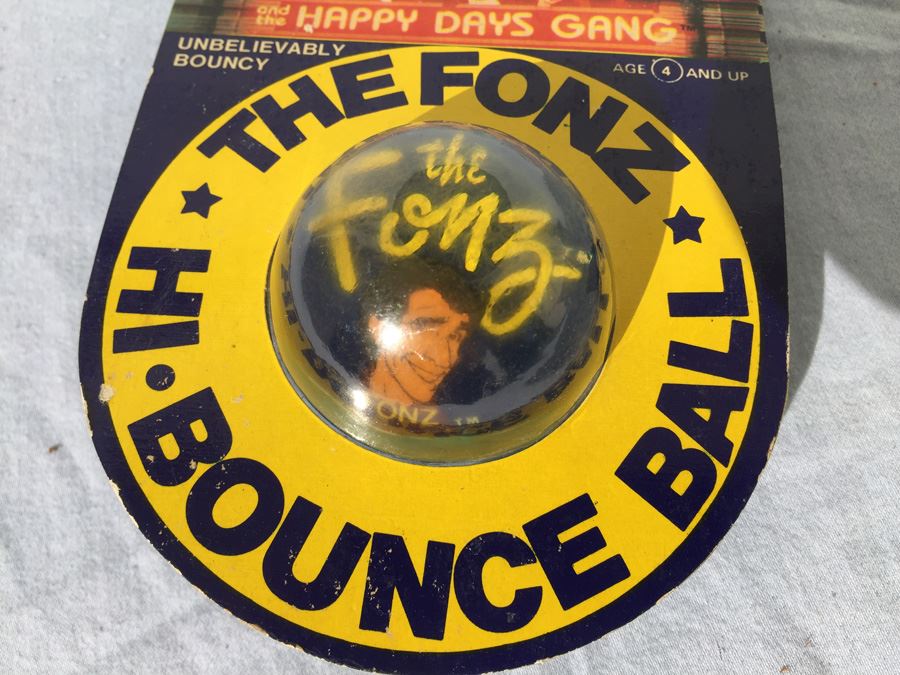 and the HAPPY DAYS GANG™
UNBELIEVABLY
BOUNCY
AGE 4 AND UP
THE FONZ
the
Fonz
FONZ ™
HI•BOUNCE BALL